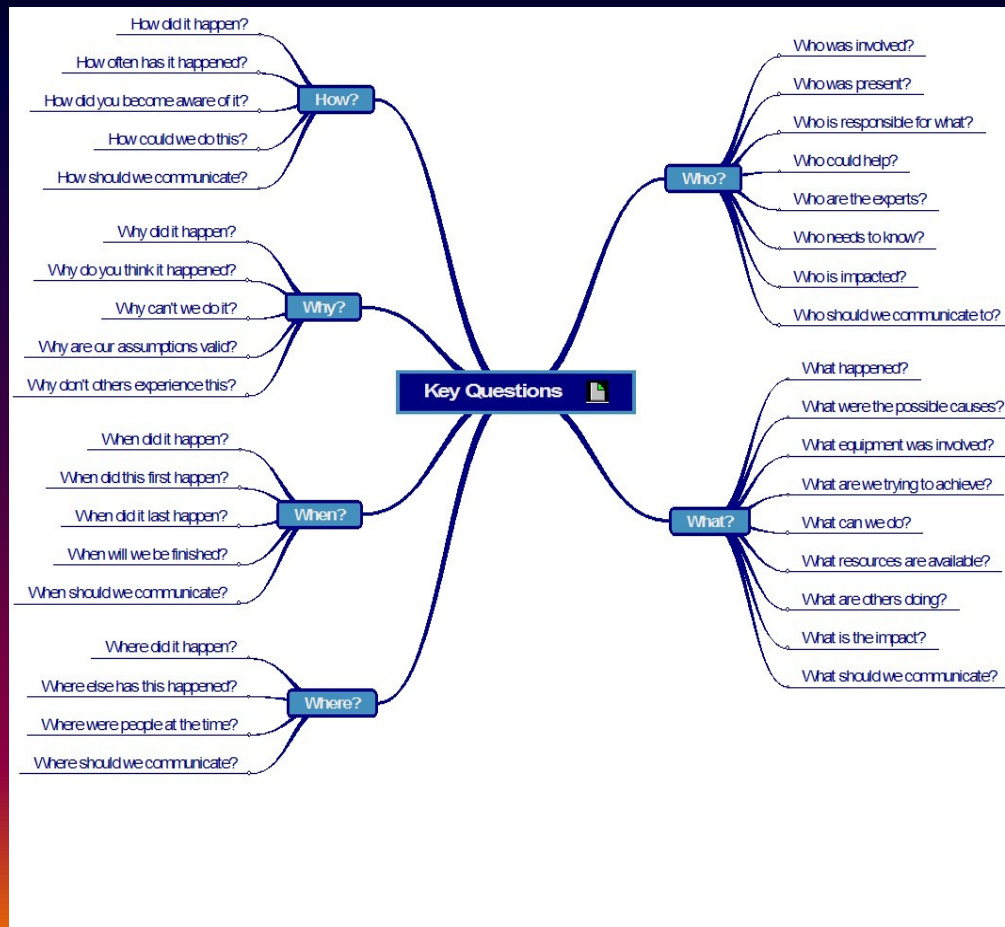 How?
How did it happen?
How often has it happened?
How did you become aware of it?
How could we do this?
How should we communicate?
Why?
Why did it happen?
Why do you think it happened?
Why can't we do it?
Why are our assumptions valid?
Why don't others experience this?
When?
When did it happen?
When did this first happen?
When did it last happen?
When will we be finished?
When should we communicate?
Where?
Where did it happen?
Where else has this happened?
Where were people at the time?
Where should we communicate?
Key Questions
Who?
Who was involved?
Who was present?
Who is responsible for what?
Who could help?
Who are the experts?
Who needs to know?
Who is impacted?
Who should we communicate to?
What?
What happened?
What were the possible causes?
What equipment was involved?
What are we trying to achieve?
What can we do?
What resources are available?
What are others doing?
What is the impact?
What should we communicate?